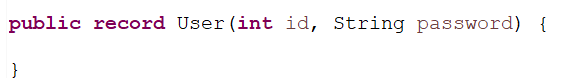 public record User(int id, String password) {
}